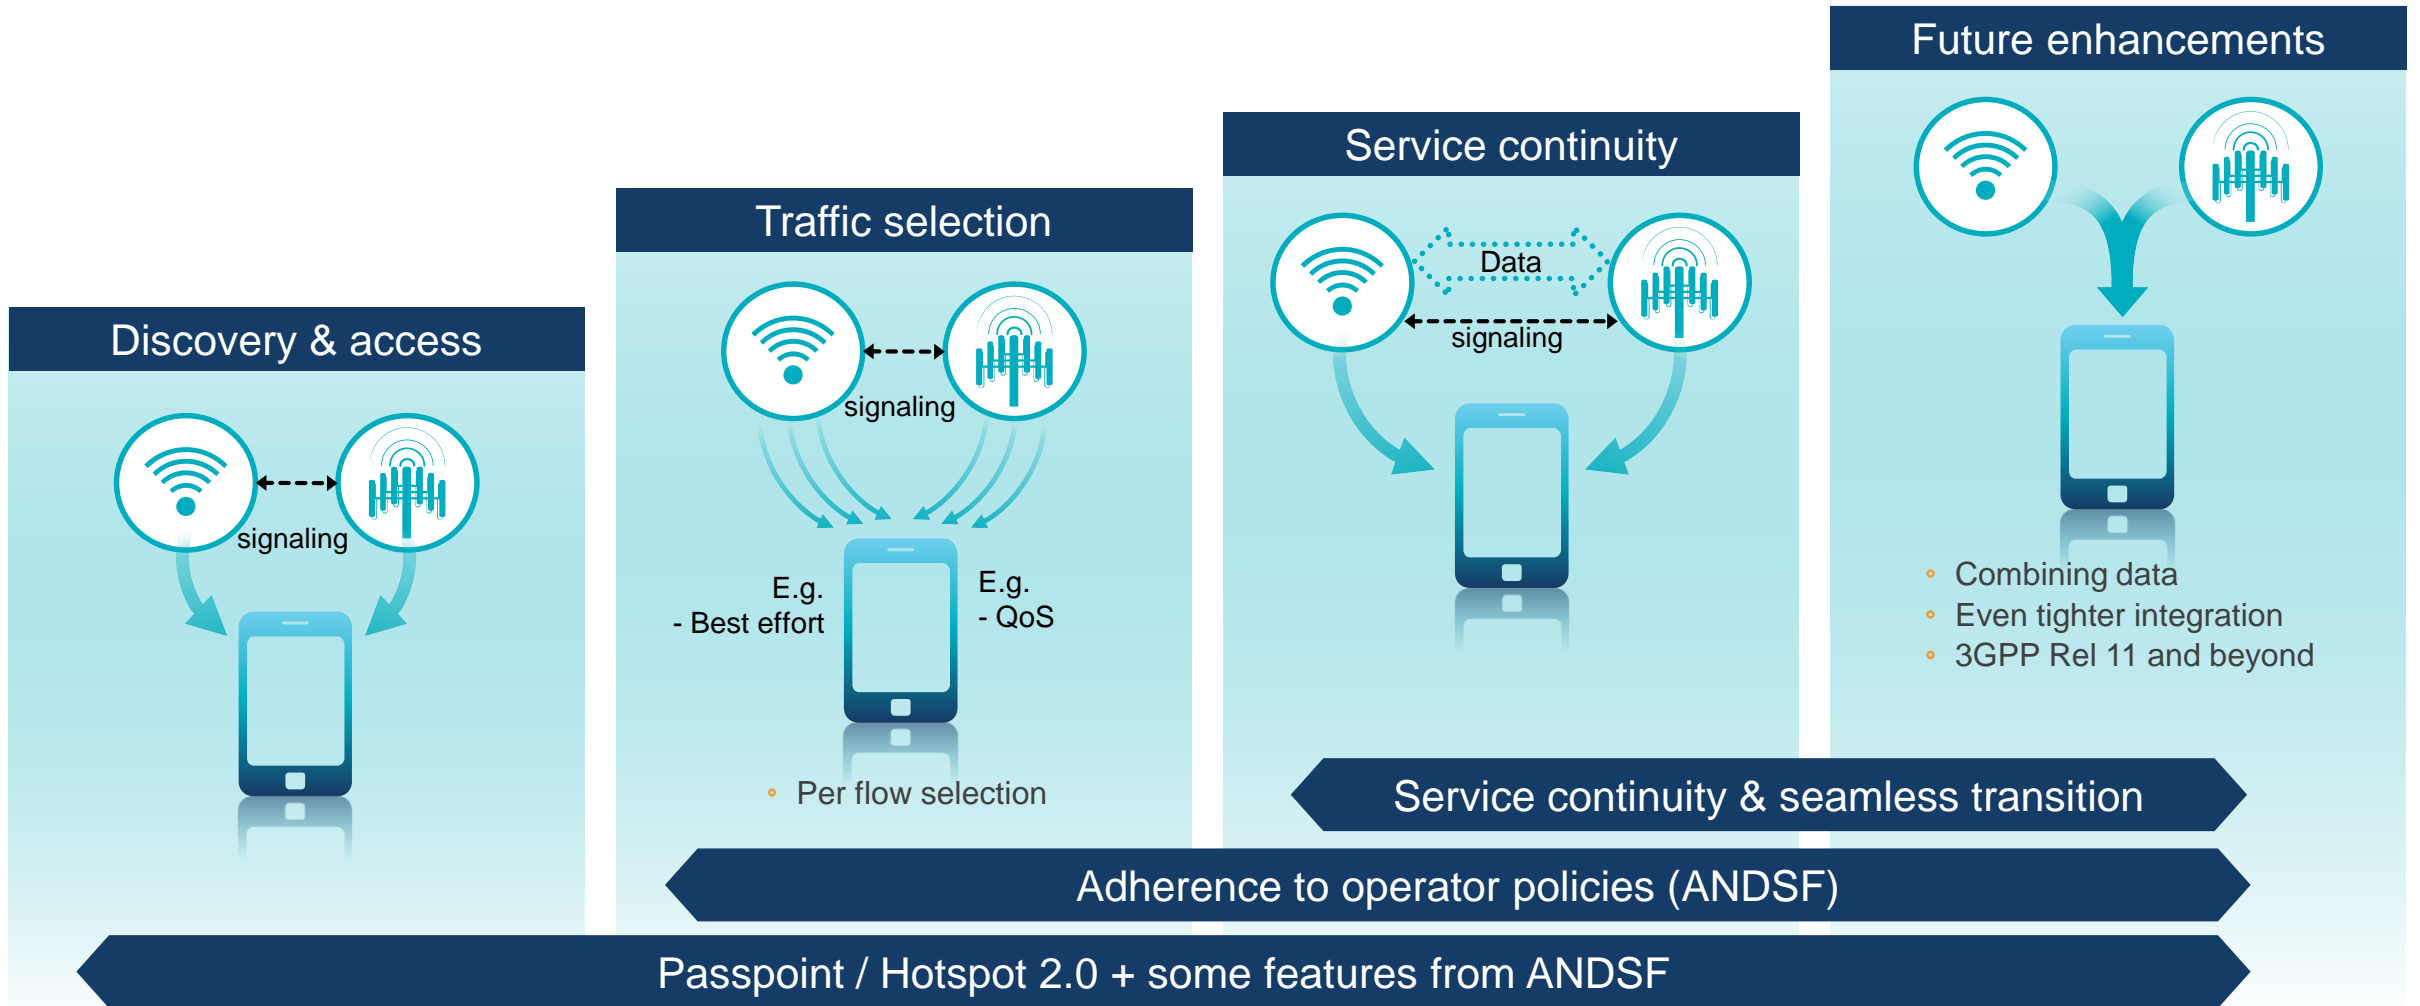 Discovery & access
signaling
Traffic selection
signaling
E.g.
- Best effort
E.g.
- QoS
Per flow selection
Service continuity
Data
signaling
Future enhancements
Combining data
Even tighter integration
3GPP Rel 11 and beyond
Service continuity & seamless transition
Adherence to operator policies (ANDSF)
Passpoint / Hotspot 2.0 + some features from ANDSF